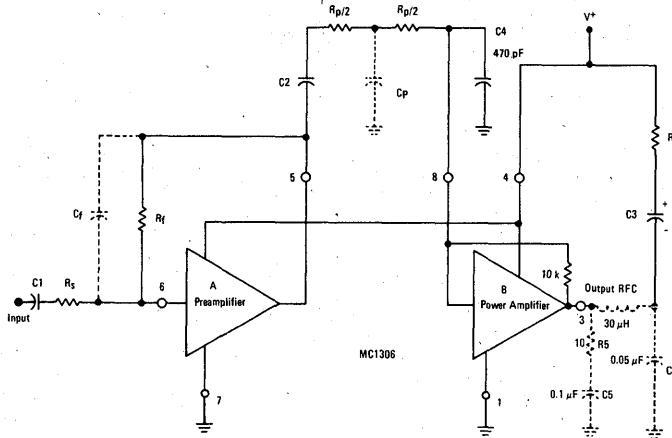 Rp/2
Rp/2
C4
470 pF
V+
C2
Cp
R
5
8
4
Cf
Rf
C3
+
-
10 k
Output RFC
C1
Rs
6
A
Preamplifier
B
Power Amplifier
3
30 µH
Input
10
R5
0.05 µF
C
MC1306
7
1
0.1 µF
C5